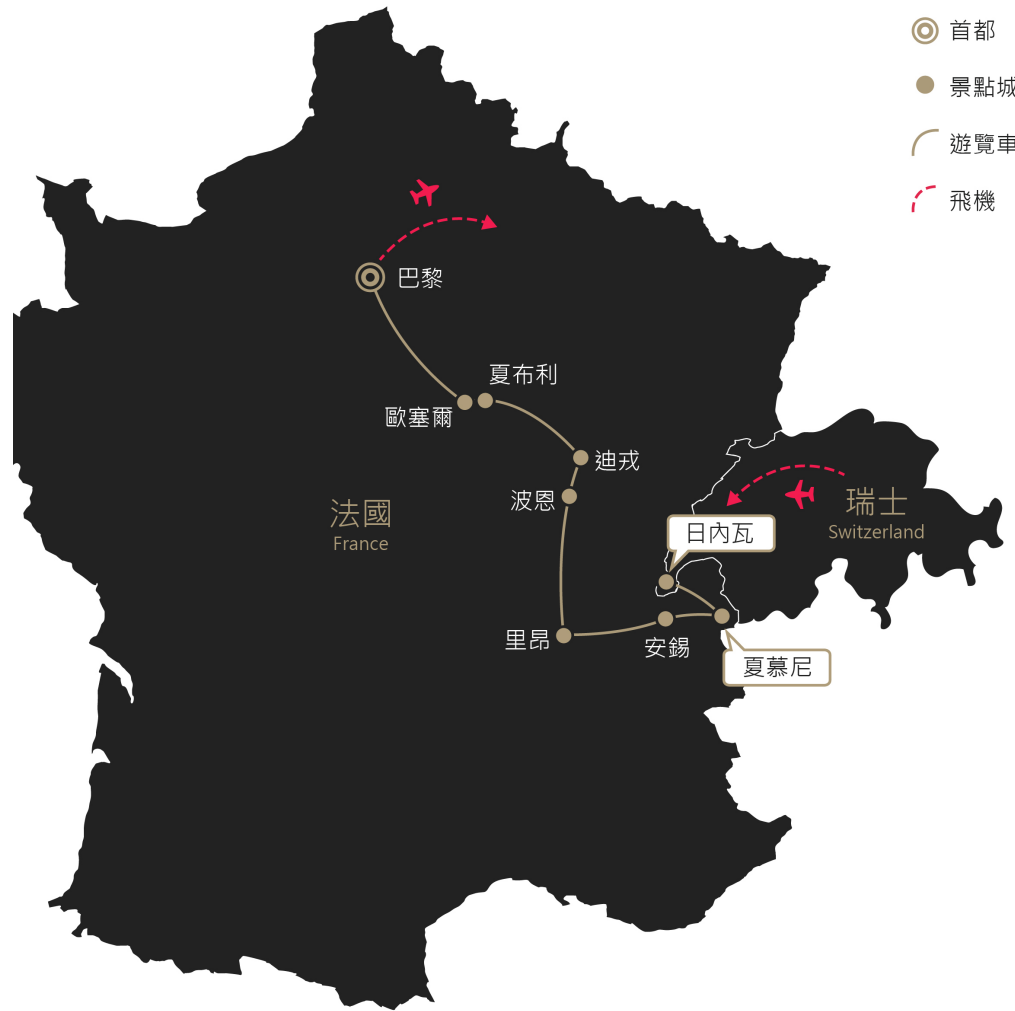 首都
景點城
遊覽車
飛機
巴黎
夏布利
歐塞爾
迪戎
波恩
法國
France
瑞士
Switzerland
日內瓦
里昂
安錫
夏慕尼